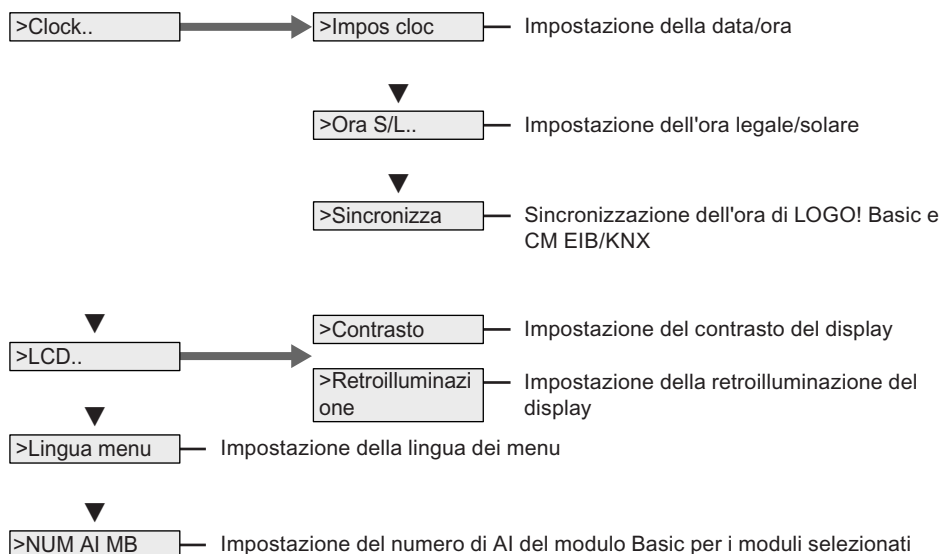 >Clock..
>Impos cloc
Impostazione della data/ora
>Ora S/L..
Impostazione dell'ora legale/solare
>Sincronizza
Sincronizzazione dell'ora di LOGO! Basic e
CM EIB/KNX
>LCD..
>Contrasto
Impostazione del contrasto del display
>Retroilluminazi
one
Impostazione della retroilluminazione del
display
>Lingua menu
Impostazione della lingua dei menu
>NUM AI MB
Impostazione del numero di AI del modulo Basic per i moduli selezionati